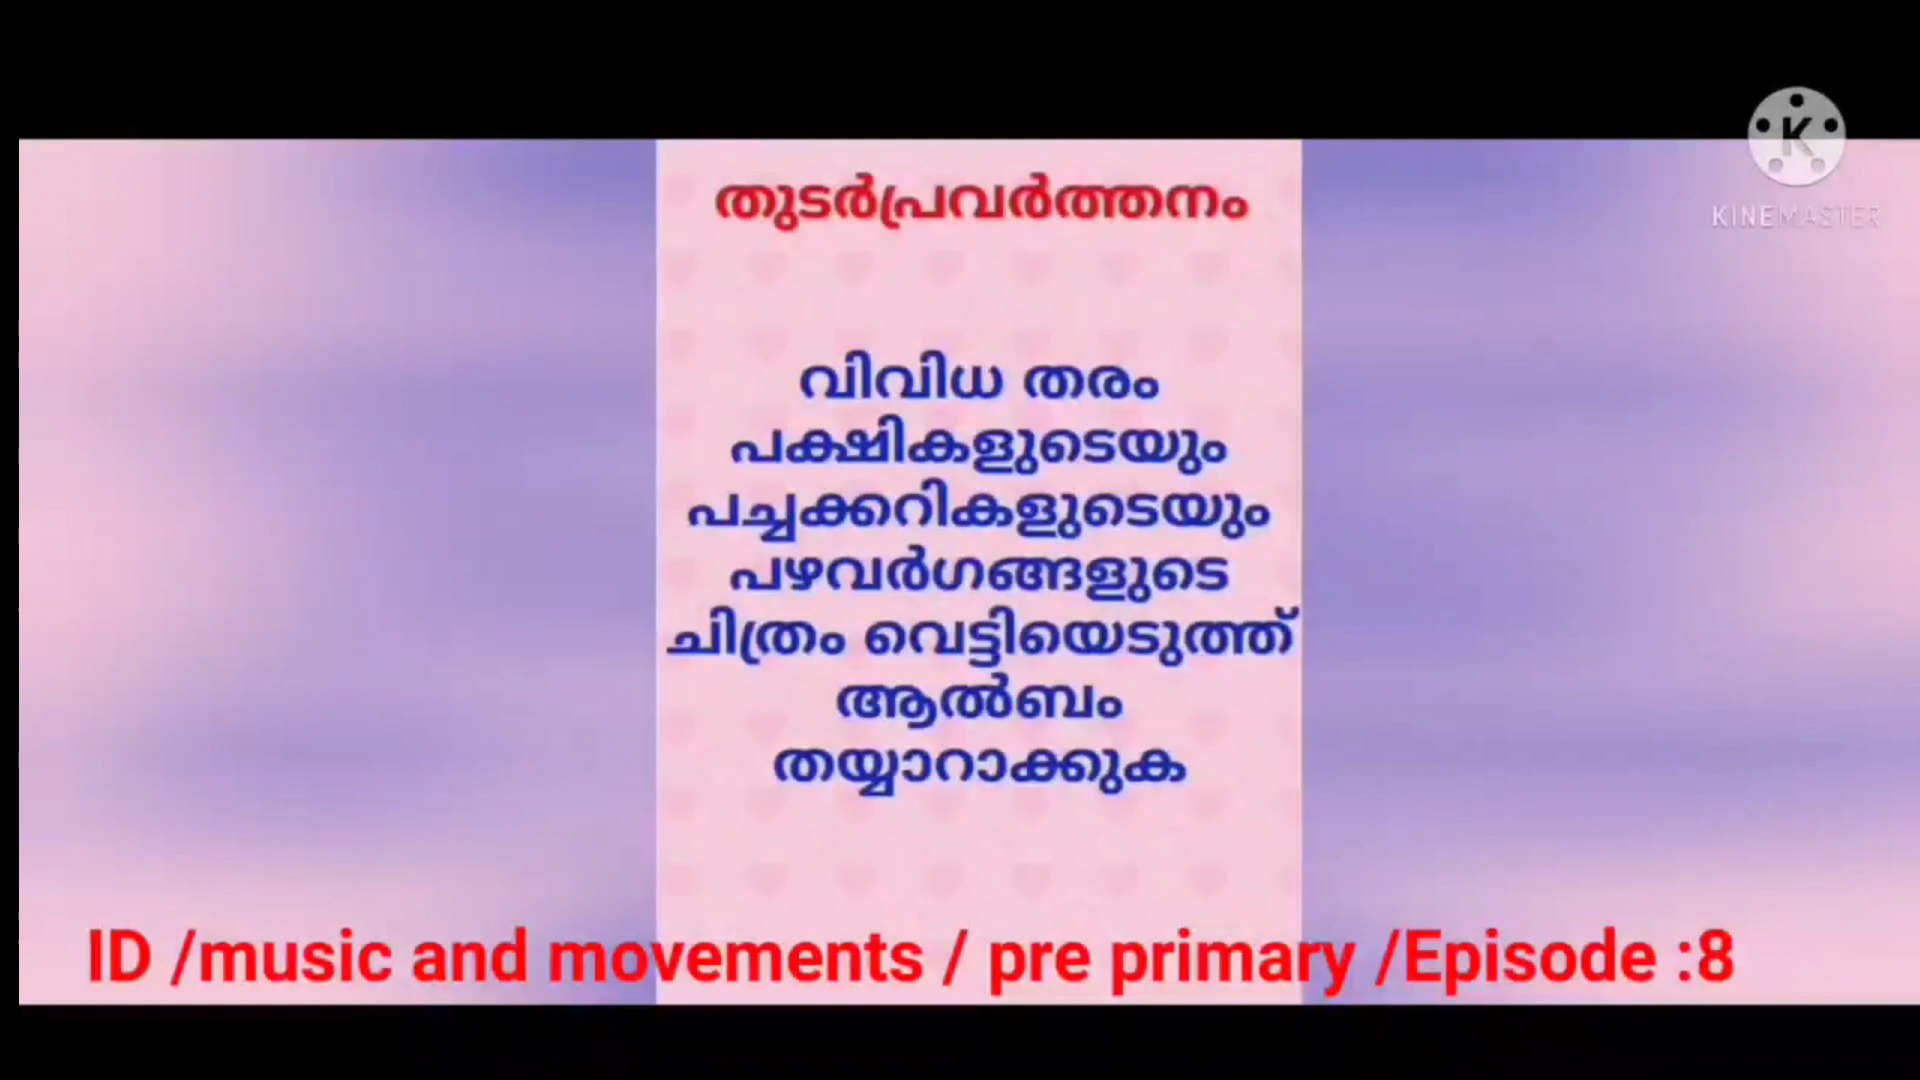 K
KINEMASTER
തുടർപ്രവർത്തനം
വിവിധ തരം
പക്ഷികളുടെയും
പച്ചക്കറികളുടെയും
പഴവർഗങ്ങളുടെ
ചിത്രം വെട്ടിയെടുത്ത്
ആൽബം
തയ്യാറാക്കുക
ID /music and movements / pre primary /Episode :8